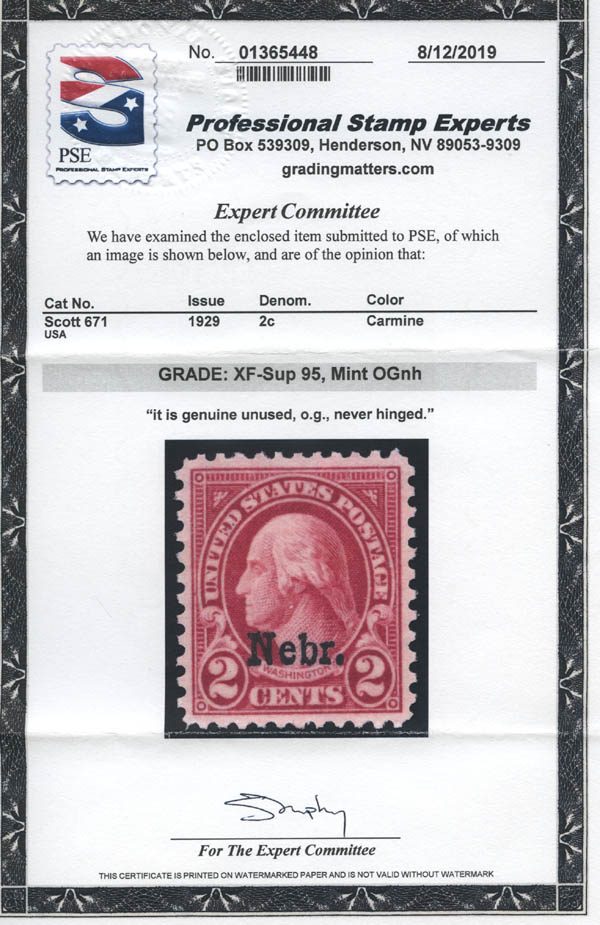 No. 01365448 8/12/2019
PSE
PROFESSIONAL STAMP EXPERTS
Professional Stamp Experts
PO Box 539309, Henderson, NV 89053-9309
gradingmatters.com
Expert Committee
We have examined the enclosed item submitted to PSE, of which
an image is shown below, and are of the opinion that:
Cat No. Issue Denom. Color
Scott 671 1929 2c Carmine
USA
GRADE: XF-Sup 95, Mint OGnh
“it is genuine unused, o.g., never hinged.”
UNITED STATES POSTAGE
Nebr.
WASHINGTON
2 CENTS 2
For The Expert Committee
THIS CERTIFICATE IS PRINTED ON WATERMARKED PAPER AND IS NOT VALID WITHOUT WATERMARK